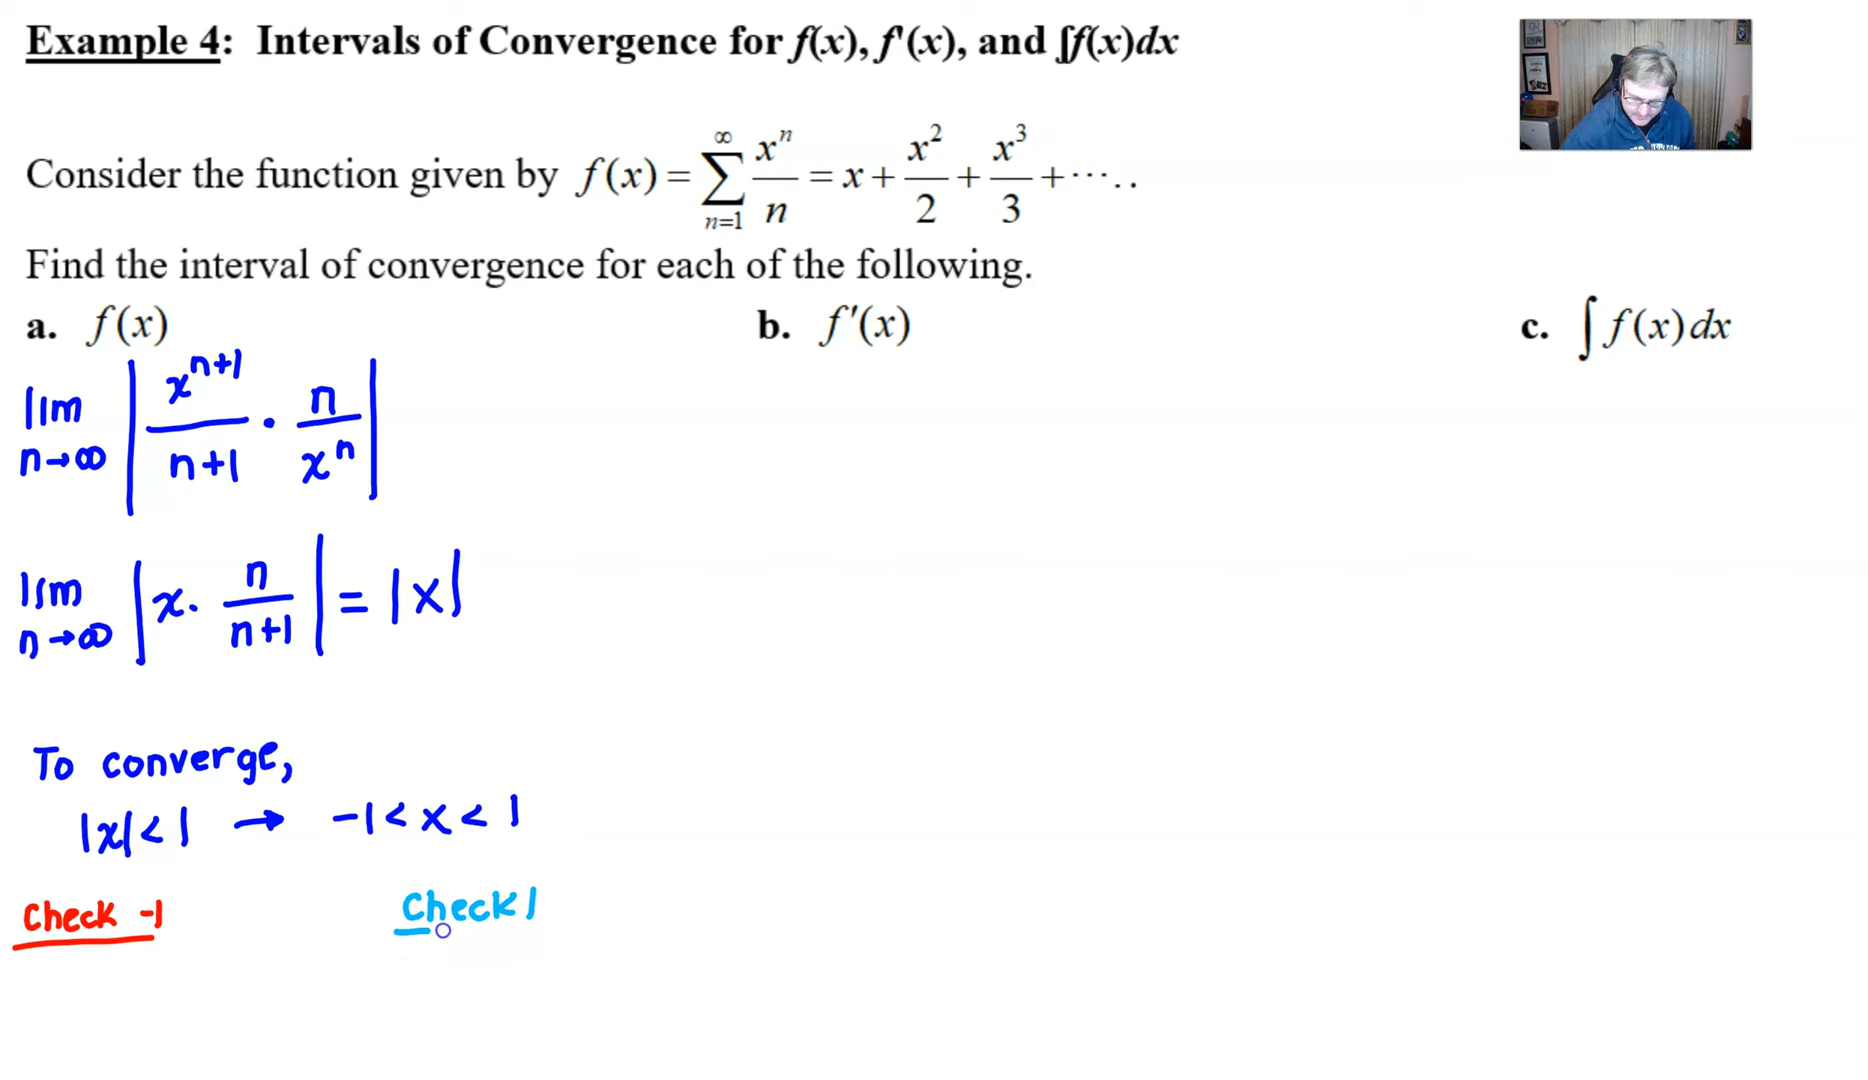 Example 4: Intervals of Convergence for f(x), f'(x), and ∫f(x)dx
Consider the function given by f(x) = ∑_{n=1}^{∞} x^n/n = x + x^2/2 + x^3/3 + ⋯. .
Find the interval of convergence for each of the following.
a. f(x) b. f'(x) c. ∫ f(x) dx
lim_{n→∞} | x^{n+1}/(n+1) · n/x^n |
lim_{n→∞} | x · n/(n+1) | = |x|
To converge,
|x| < 1 → -1 < x < 1
Check -1 Check 1